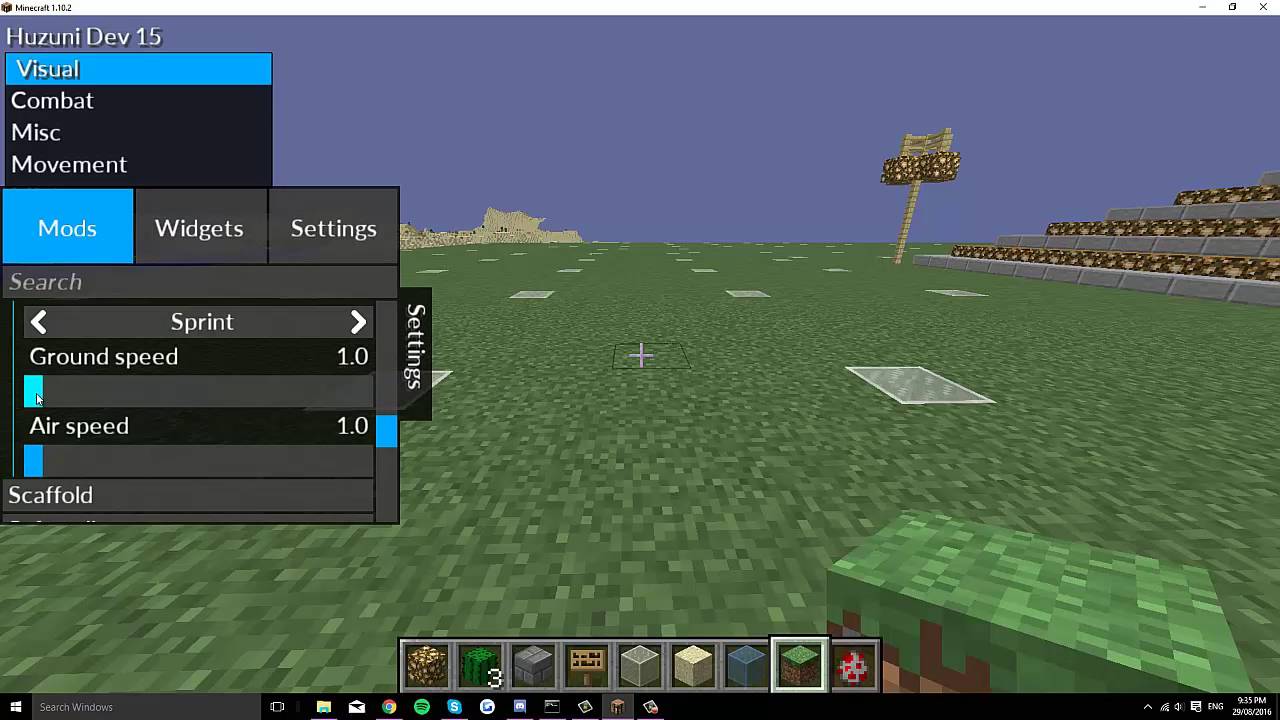 Minecraft 1.10.2
Huzuni Dev 15
Visual
Combat
Misc
Movement
Mods Widgets Settings
Search
Sprint
Settings
Ground speed 1.0
Air speed 1.0
Scaffold
3
Search Windows
9:35 PM
29/08/2016